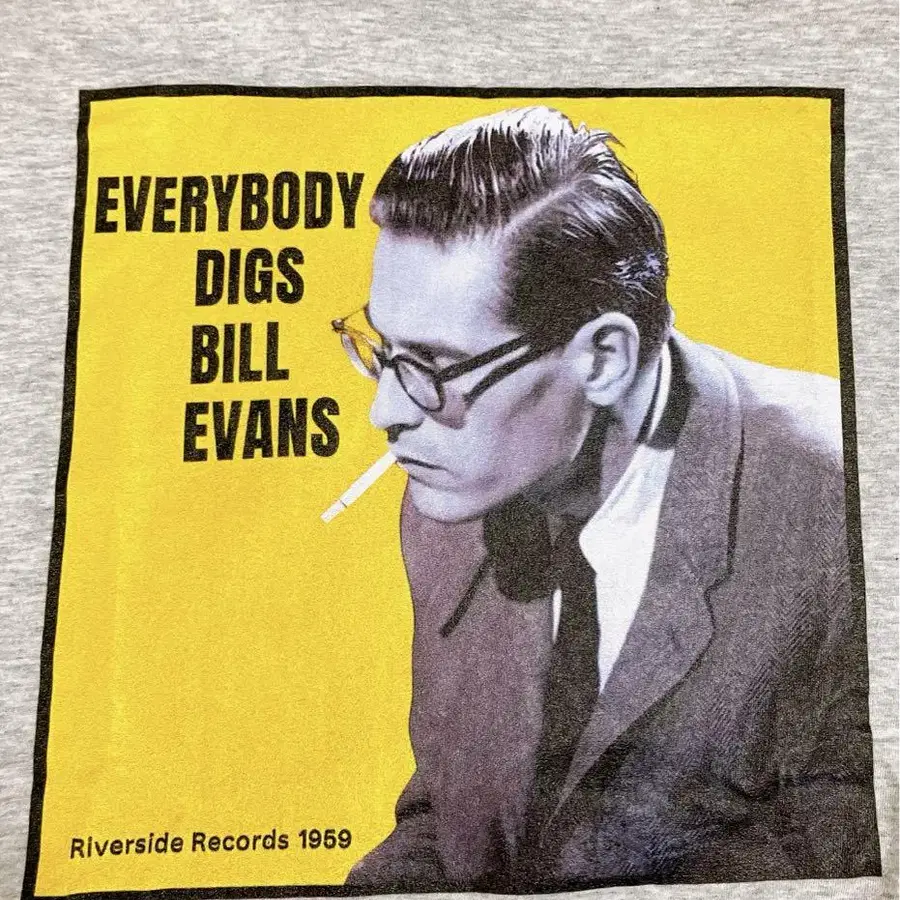 EVERYBODY
DIGS
BILL
EVANS
Riverside Records 1959